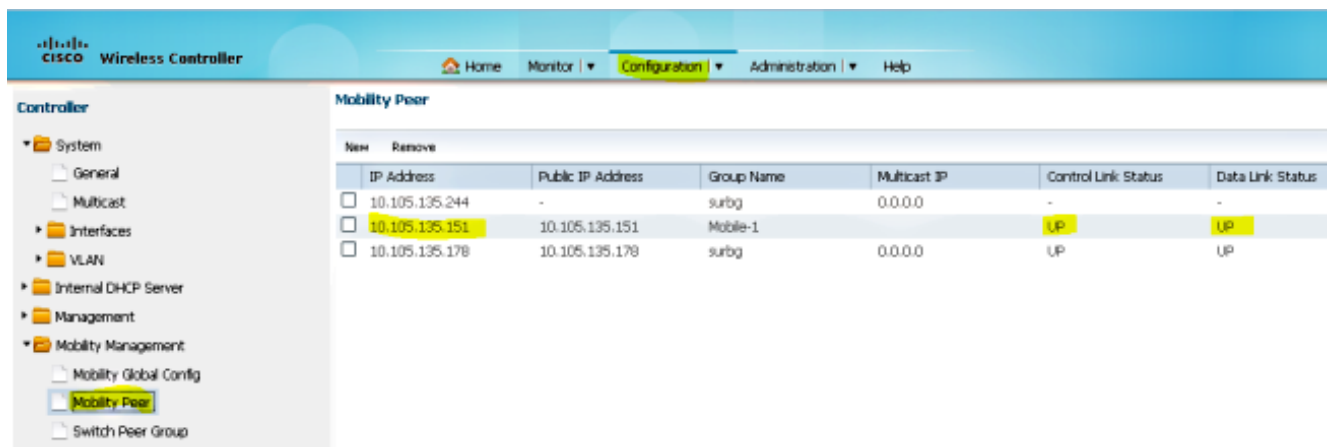 CISCO Wireless Controller
Home Monitor | ▼ Configuration | ▼ Administration | ▼ Help
Controller
System
General
Multicast
Interfaces
VLAN
Internal DHCP Server
Management
Mobility Management
Mobility Global Config
Mobility Peer
Switch Peer Group
Mobility Peer
New Remove
IP Address Public IP Address Group Name Multicast IP Control Link Status Data Link Status
10.105.135.244 - surbg 0.0.0.0 - -
10.105.135.151 10.105.135.151 Mobile-1 UP UP
10.105.135.178 10.105.135.178 surbg 0.0.0.0 UP UP